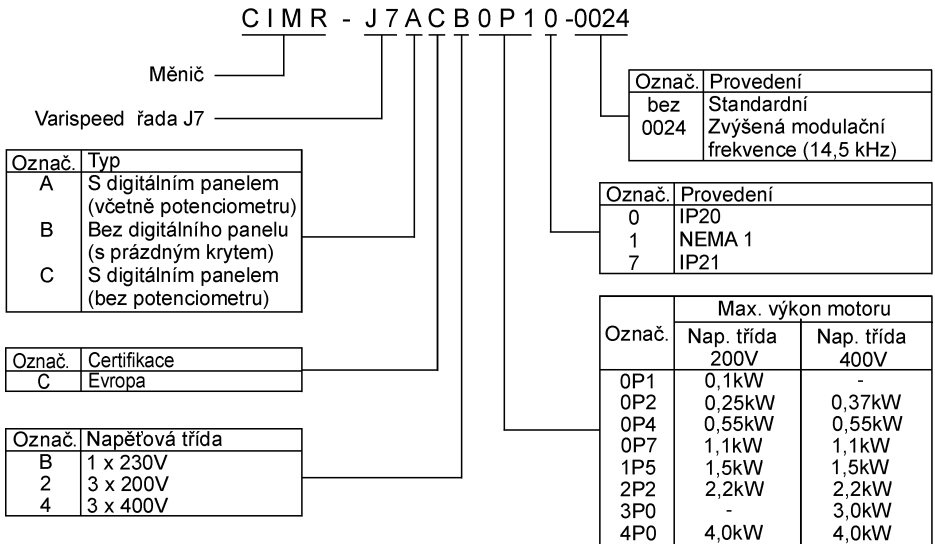 CIMR - J7ACB0P10-0024
Měnič
Varispeed řada J7
Označ. Typ
A S digitálním panelem
(včetně potenciometru)
B Bez digitálního panelu
(s prázdným krytem)
C S digitálním panelem
(bez potenciometru)
Označ. Certifikace
C Evropa
Označ. Napěťová třída
B 1 x 230V
2 3 x 200V
4 3 x 400V
Označ. Provedení
bez Standardní
0024 Zvýšená modulační
frekvence (14,5 kHz)
Označ. Provedení
0 IP20
1 NEMA 1
7 IP21
Max. výkon motoru
Označ. Nap. třída Nap. třída
200V 400V
0P1 0,1kW -
0P2 0,25kW 0,37kW
0P4 0,55kW 0,55kW
0P7 1,1kW 1,1kW
1P5 1,5kW 1,5kW
2P2 2,2kW 2,2kW
3P0 - 3,0kW
4P0 4,0kW 4,0kW